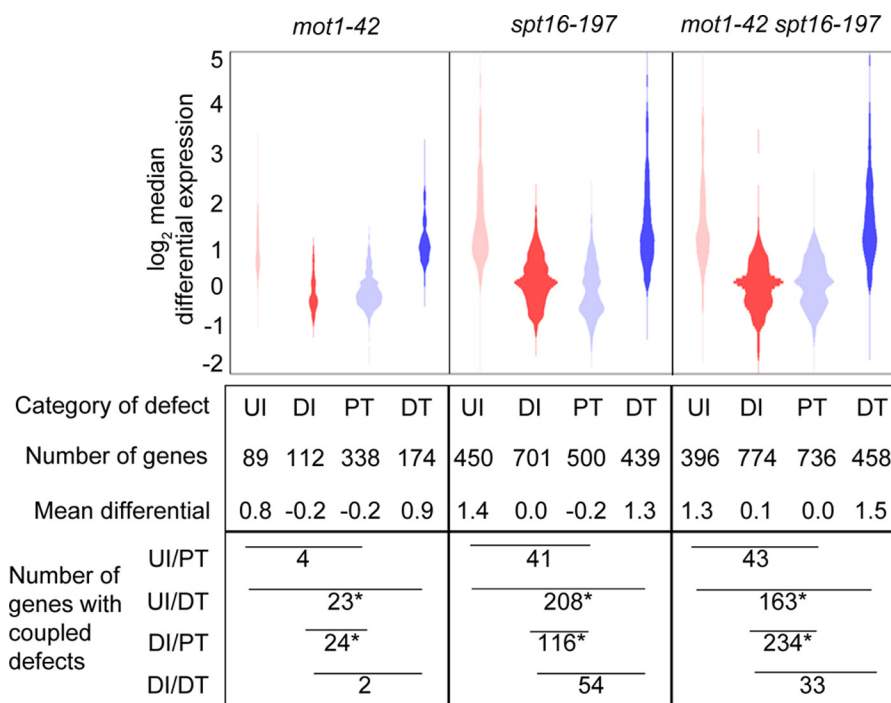 mot1-42 spt16-197 mot1-42 spt16-197
log2 median
differential expression
5
4
3
2
1
0
-1
-2
Category of defect UI DI PT DT UI DI PT DT UI DI PT DT
Number of genes 89 112 338 174 450 701 500 439 396 774 736 458
Mean differential 0.8 -0.2 -0.2 0.9 1.4 0.0 -0.2 1.3 1.3 0.1 0.0 1.5
Number of
genes with
coupled
defects
UI/PT 4 41 43
UI/DT 23* 208* 163*
DI/PT 24* 116* 234*
DI/DT 2 54 33